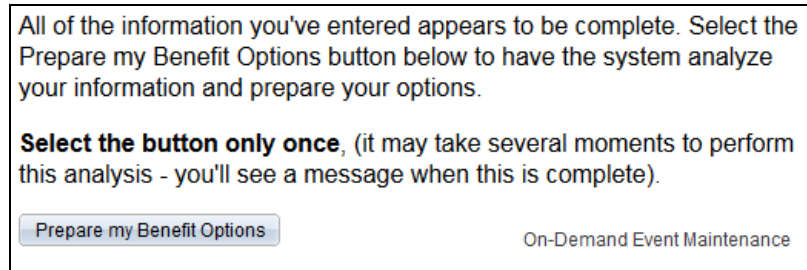 All of the information you've entered appears to be complete. Select the
Prepare my Benefit Options button below to have the system analyze
your information and prepare your options.
Select the button only once, (it may take several moments to perform
this analysis - you'll see a message when this is complete).
Prepare my Benefit Options
On-Demand Event Maintenance